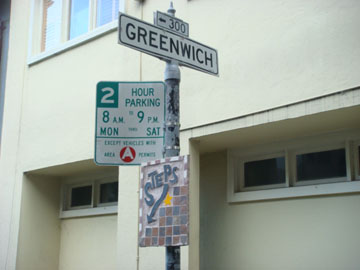 300
GREENWICH
2 HOUR
PARKING
8 A.M. TO 9 P.M.
MON THRU SAT
EXCEPT VEHICLES WITH
AREA A PERMITS
STEPS